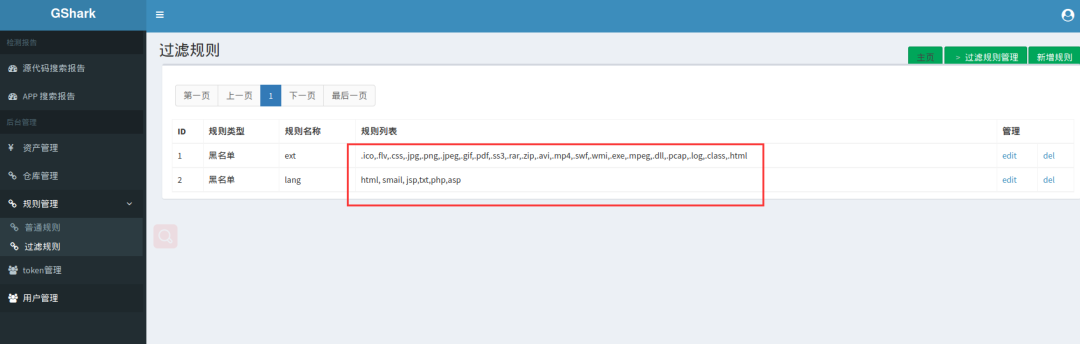 GShark
检测报告
源代码搜索报告
APP 搜索报告
后台管理
¥ 资产管理
仓库管理
规则管理
普通规则
过滤规则
token管理
用户管理
过滤规则
主页
> 过滤规则管理
新增规则
第一页 上一页 1 下一页 最后一页
ID 规则类型 规则名称 规则列表 管理
1 黑名单 ext .ico,.flv,.css,.jpg,.png,.jpeg,.gif,.pdf,.ss3,.rar,.zip,.avi,.mp4,.swf,.wmi,.exe,.mpeg,.dll,.pcap,.log,.class,.html edit del
2 黑名单 lang html, smail, jsp,txt,php,asp edit del